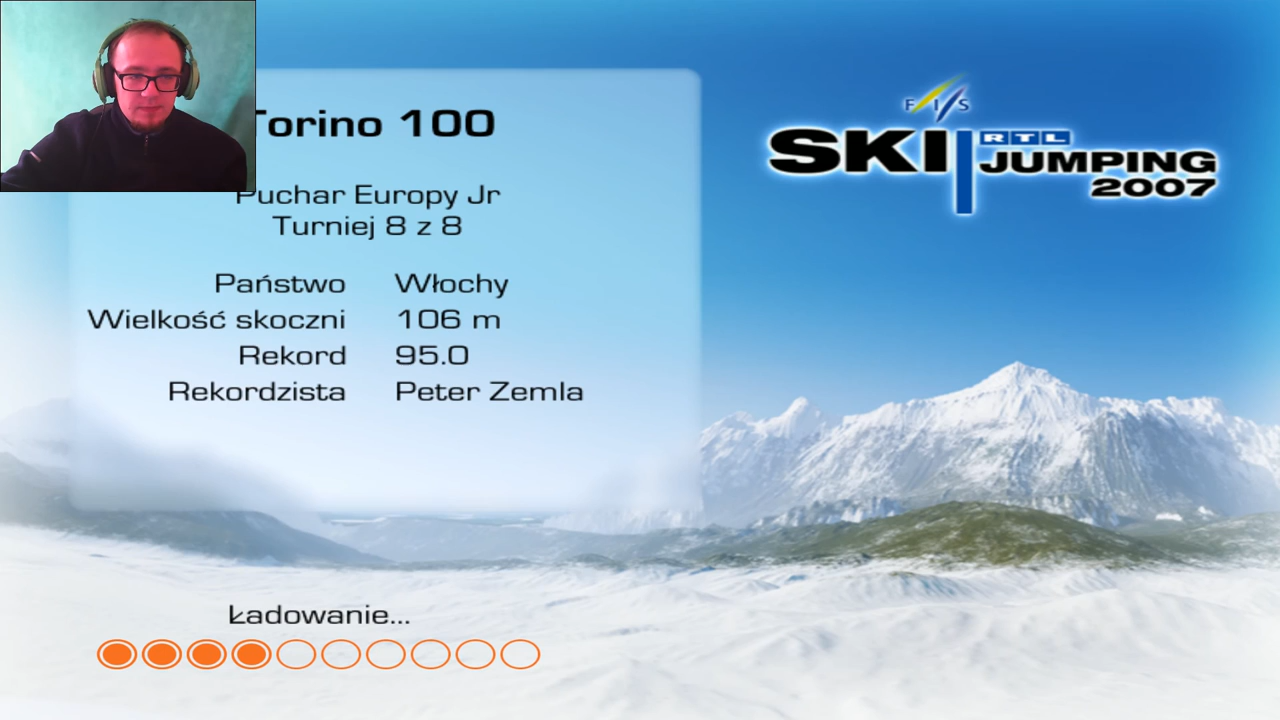 Torino 100
Puchar Europy Jr
Turniej 8 z 8
Państwo Włochy
Wielkość skoczni 106 m
Rekord 95.0
Rekordzista Peter Zemla
Ładowanie...
FIS
SKI RTL JUMPING
2007